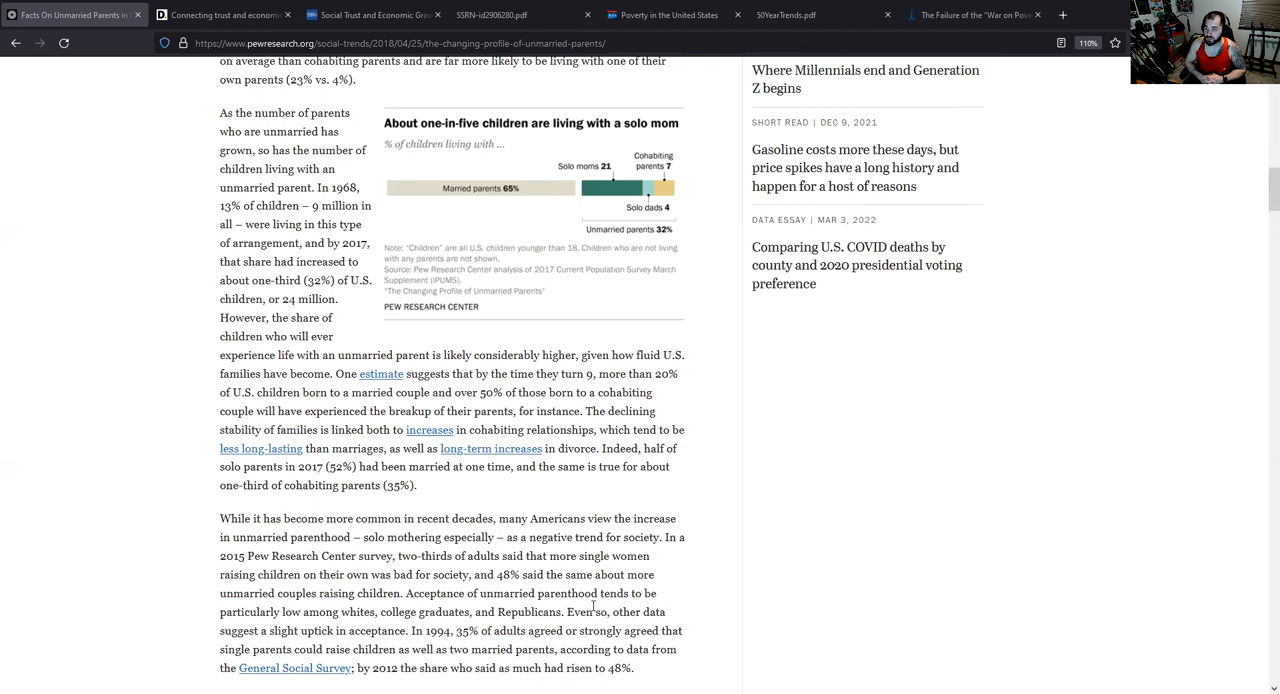 Facts On Unmarried Parents in
Connecting trust and economi
Social Trust and Economic Gro
SSRN-id2906280.pdf
Poverty in the United States
50YearTrends.pdf
The Failure of the "War on Pov
https://www.pewresearch.org/social-trends/2018/04/25/the-changing-profile-of-unmarried-parents/
110%
on average than cohabiting parents and are far more likely to be living with one of their
own parents (23% vs. 4%).
As the number of parents
who are unmarried has
grown, so has the number of
children living with an
unmarried parent. In 1968,
13% of children – 9 million in
all – were living in this type
of arrangement, and by 2017,
that share had increased to
about one-third (32%) of U.S.
children, or 24 million.
However, the share of
children who will ever
experience life with an unmarried parent is likely considerably higher, given how fluid U.S.
families have become. One estimate suggests that by the time they turn 9, more than 20%
of U.S. children born to a married couple and over 50% of those born to a cohabiting
couple will have experienced the breakup of their parents, for instance. The declining
stability of families is linked both to increases in cohabiting relationships, which tend to be
less long-lasting than marriages, as well as long-term increases in divorce. Indeed, half of
solo parents in 2017 (52%) had been married at one time, and the same is true for about
one-third of cohabiting parents (35%).
About one-in-five children are living with a solo mom
% of children living with ...
Cohabiting
Solo moms 21
parents 7
Married parents 65%
Solo dads 4
Unmarried parents 32%
Note: "Children" are all U.S. children younger than 18. Children who are not living
with any parents are not shown.
Source: Pew Research Center analysis of 2017 Current Population Survey March
Supplement (IPUMS).
"The Changing Profile of Unmarried Parents"
PEW RESEARCH CENTER
While it has become more common in recent decades, many Americans view the increase
in unmarried parenthood – solo mothering especially – as a negative trend for society. In a
2015 Pew Research Center survey, two-thirds of adults said that more single women
raising children on their own was bad for society, and 48% said the same about more
unmarried couples raising children. Acceptance of unmarried parenthood tends to be
particularly low among whites, college graduates, and Republicans. Even so, other data
suggest a slight uptick in acceptance. In 1994, 35% of adults agreed or strongly agreed that
single parents could raise children as well as two married parents, according to data from
the General Social Survey; by 2012 the share who said as much had risen to 48%.
Where Millennials end and Generation
Z begins
SHORT READ | DEC 9, 2021
Gasoline costs more these days, but
price spikes have a long history and
happen for a host of reasons
DATA ESSAY | MAR 3, 2022
Comparing U.S. COVID deaths by
county and 2020 presidential voting
preference